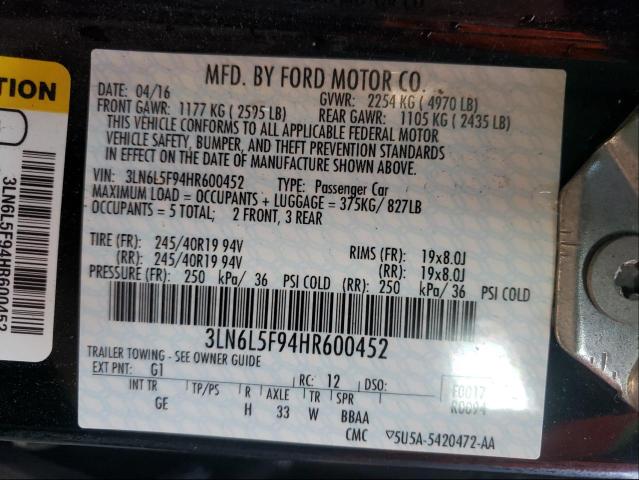 MFD. BY FORD MOTOR CO.
DATE: 04/16 GVWR: 2254 KG ( 4970 LB)
FRONT GAWR: 1177 KG ( 2595 LB) REAR GAWR: 1105 KG ( 2435 LB)
THIS VEHICLE CONFORMS TO ALL APPLICABLE FEDERAL MOTOR
VEHICLE SAFETY, BUMPER, AND THEFT PREVENTION STANDARDS
IN EFFECT ON THE DATE OF MANUFACTURE SHOWN ABOVE.
VIN: 3LN6L5F94HR600452 TYPE: Passenger Car
MAXIMUM LOAD = OCCUPANTS + LUGGAGE = 375KG/ 827LB
OCCUPANTS = 5 TOTAL; 2 FRONT, 3 REAR
TIRE (FR): 245/40R19 94V RIMS (FR): 19x8.0J
(RR): 245/40R19 94V (RR): 19x8.0J
PRESSURE (FR): 250 kPa/ 36 PSI COLD (RR): 250 kPa/ 36 PSI COLD
3LN6L5F94HR600452
TRAILER TOWING - SEE OWNER GUIDE
EXT PNT: G1 RC: 12 DSO: F0017
R0094
INT TR TP/PS R AXLE TR SPR
GE H 33 W BBAA
CMC 5U5A-5420472-AA
TION
3LN6L5F94HR600452